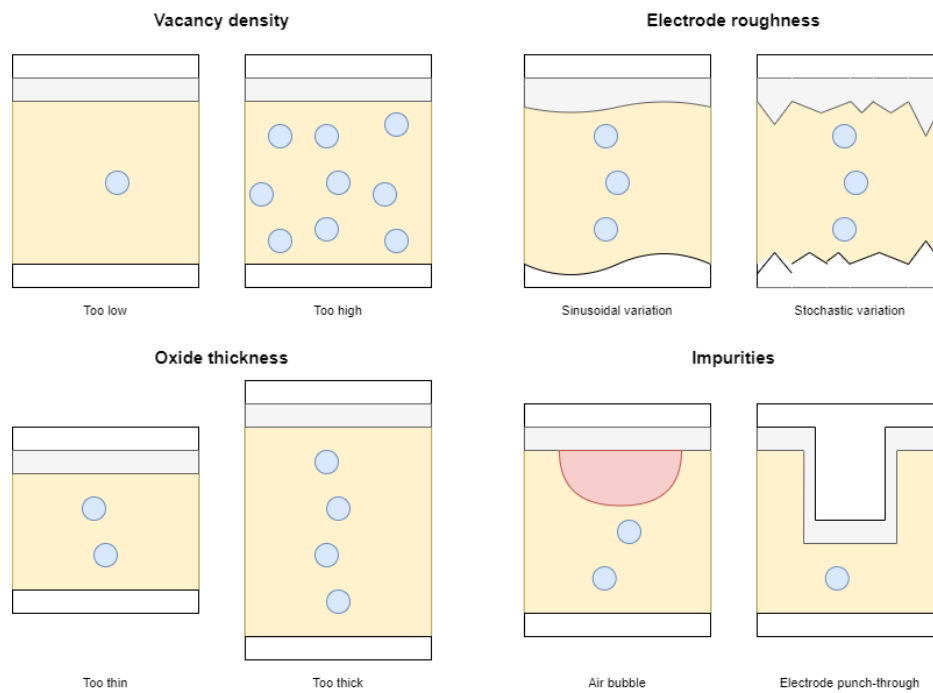 Vacancy density
Electrode roughness
Too low
Too high
Sinusoidal variation
Stochastic variation
Oxide thickness
Impurities
Too thin
Too thick
Air bubble
Electrode punch-through